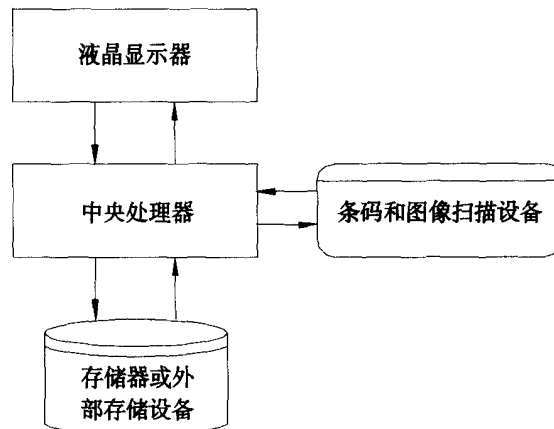 液晶显示器
中央处理器
条码和图像扫描设备
存储器或外
部存储设备